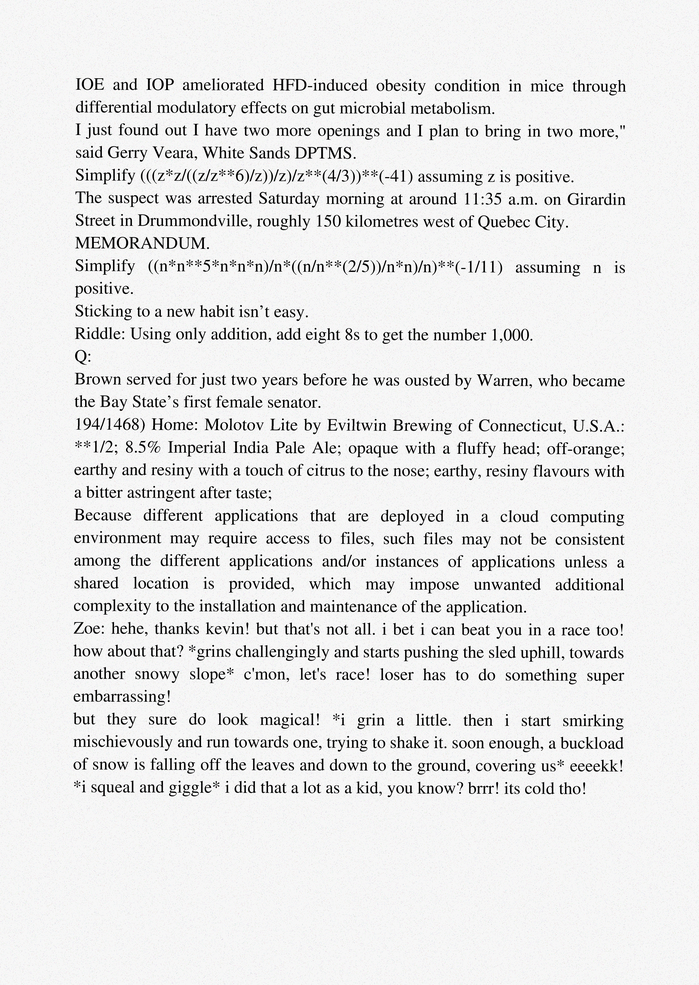 IOE and IOP ameliorated HFD-induced obesity condition in mice through
differential modulatory effects on gut microbial metabolism.
I just found out I have two more openings and I plan to bring in two more,"
said Gerry Veara, White Sands DPTMS.
Simplify (((z*z/((z/z**6)/z))/z)/z**(4/3))**(-41) assuming z is positive.
The suspect was arrested Saturday morning at around 11:35 a.m. on Girardin
Street in Drummondville, roughly 150 kilometres west of Quebec City.
MEMORANDUM.
Simplify ((n*n**5*n*n*n)/n*((n/n**(2/5))/n*n)/n)**(-1/11) assuming n is
positive.
Sticking to a new habit isn’t easy.
Riddle: Using only addition, add eight 8s to get the number 1,000.
Q:
Brown served for just two years before he was ousted by Warren, who became
the Bay State’s first female senator.
194/1468) Home: Molotov Lite by Eviltwin Brewing of Connecticut, U.S.A.:
**1/2; 8.5% Imperial India Pale Ale; opaque with a fluffy head; off-orange;
earthy and resiny with a touch of citrus to the nose; earthy, resiny flavours with
a bitter astringent after taste;
Because different applications that are deployed in a cloud computing
environment may require access to files, such files may not be consistent
among the different applications and/or instances of applications unless a
shared location is provided, which may impose unwanted additional
complexity to the installation and maintenance of the application.
Zoe: hehe, thanks kevin! but that's not all. i bet i can beat you in a race too!
how about that? *grins challengingly and starts pushing the sled uphill, towards
another snowy slope* c'mon, let's race! loser has to do something super
embarrassing!
but they sure do look magical! *i grin a little. then i start smirking
mischievously and run towards one, trying to shake it. soon enough, a buckload
of snow is falling off the leaves and down to the ground, covering us* eeeekk!
*i squeal and giggle* i did that a lot as a kid, you know? brrr! its cold tho!